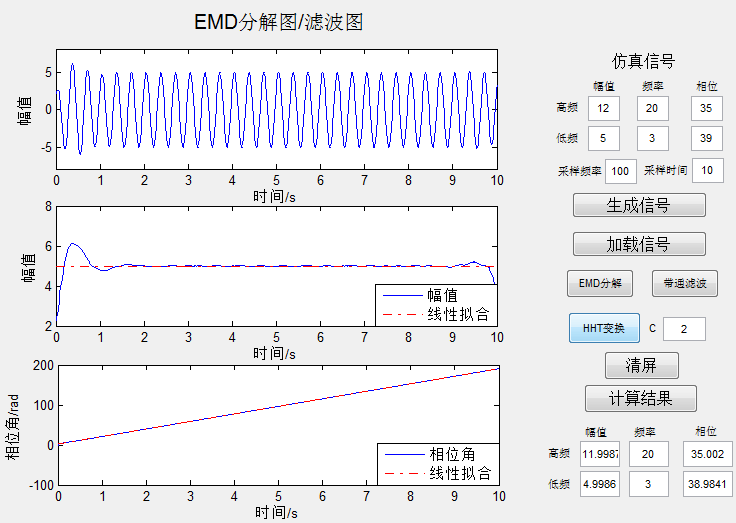 EMD分解图/滤波图
5
0
-5
幅值
0 1 2 3 4 5 6 7 8 9 10
时间/s
8
6
4
2
幅值
幅值
线性拟合
0 1 2 3 4 5 6 7 8 9 10
时间/s
200
100
0
-100
相位角/rad
相位角
线性拟合
0 1 2 3 4 5 6 7 8 9 10
时间/s
仿真信号
幅值 频率 相位
高频 12 20 35
低频 5 3 39
采样频率 100 采样时间 10
生成信号
加载信号
EMD分解 带通滤波
HHT变换 C 2
清屏
计算结果
幅值 频率 相位
高频 11.9987 20 35.002
低频 4.9986 3 38.9841